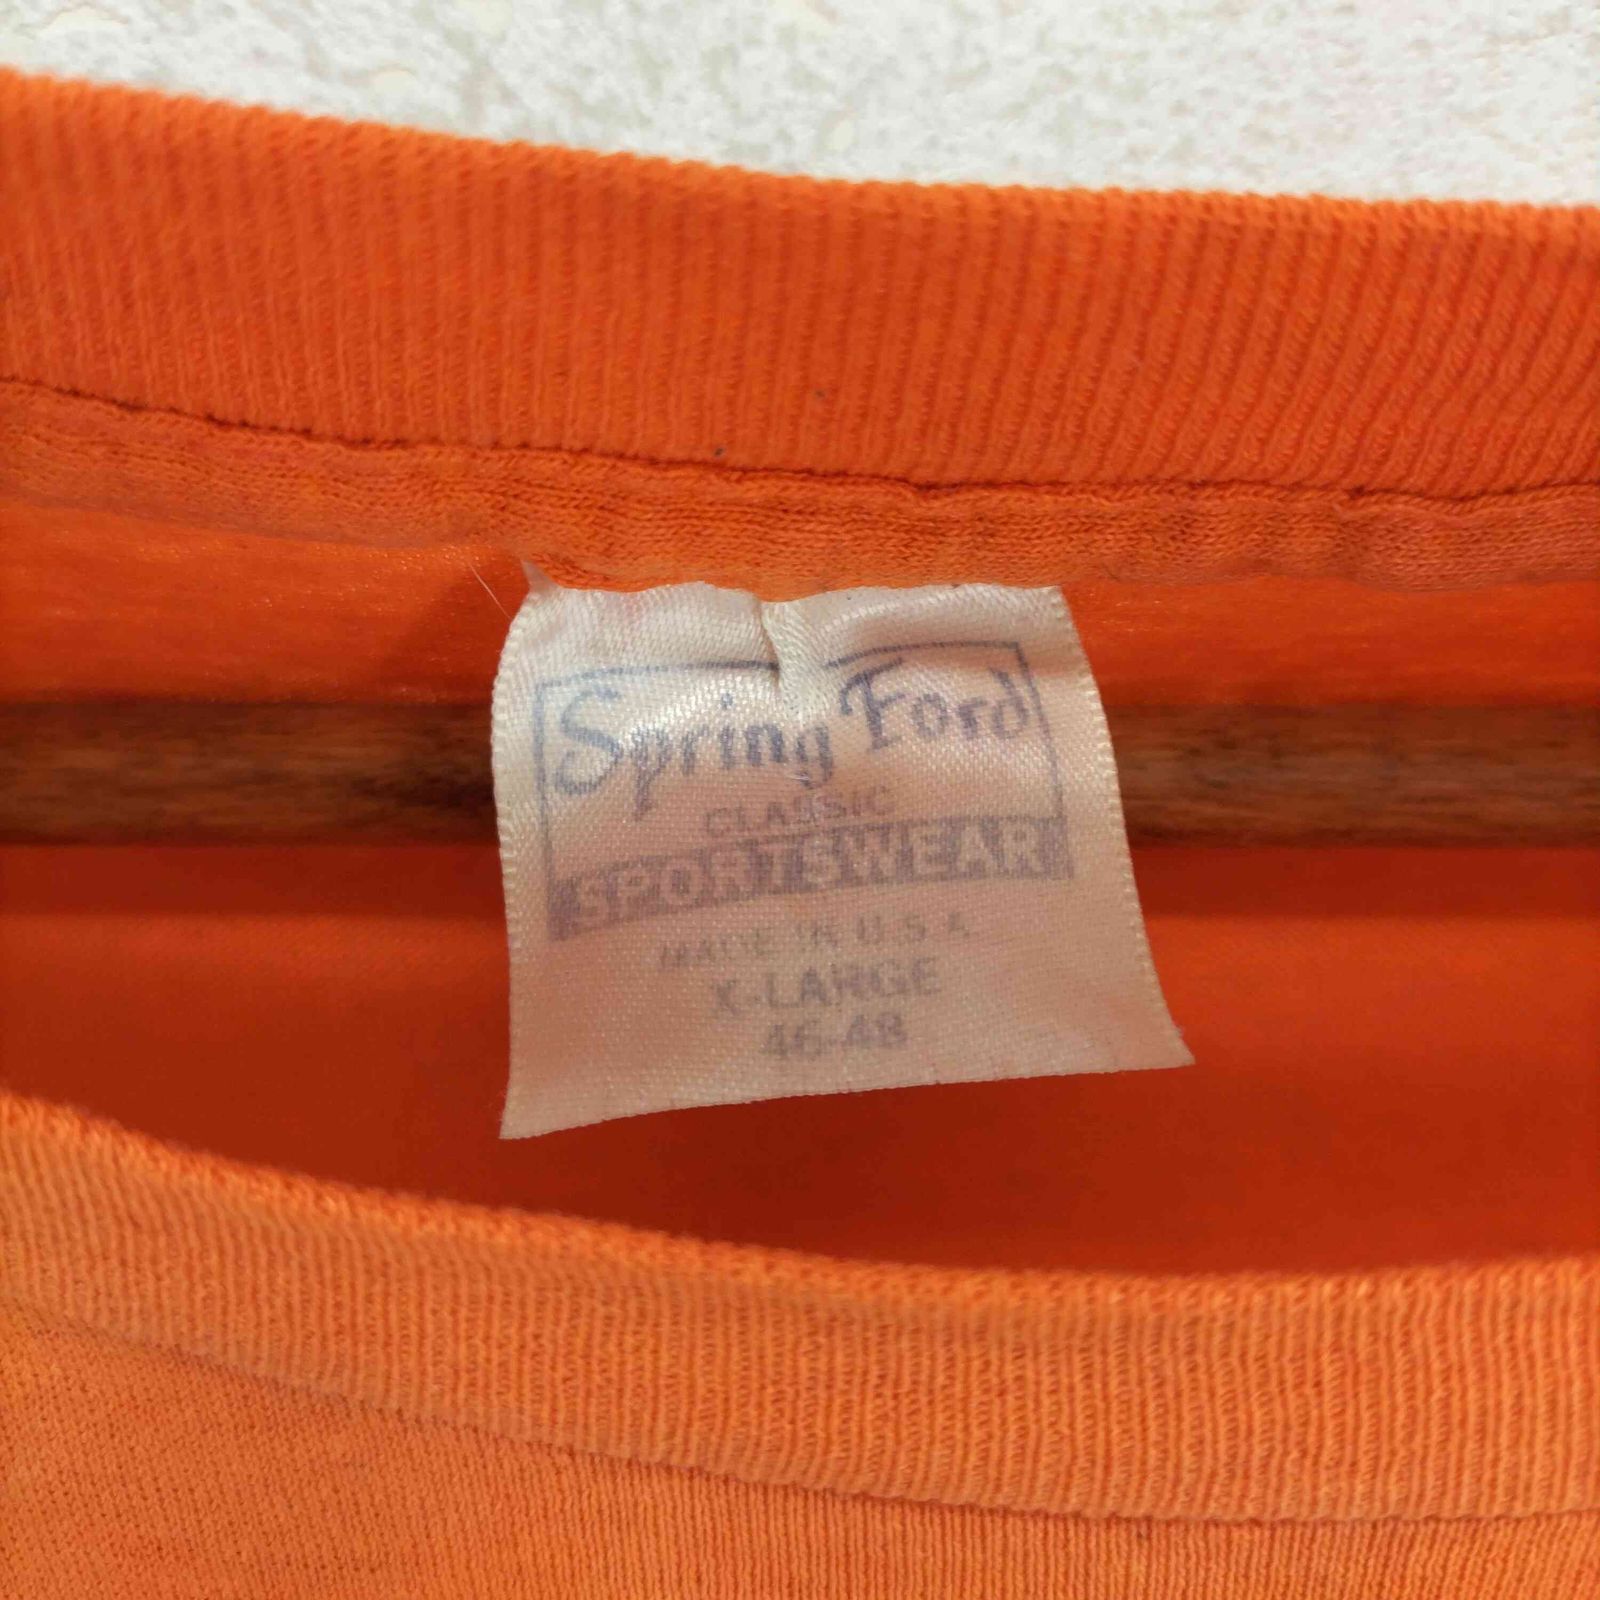 Spring Ford
CLASSIC
SPORTSWEAR
MADE IN U.S.A
X-LARGE
46-48